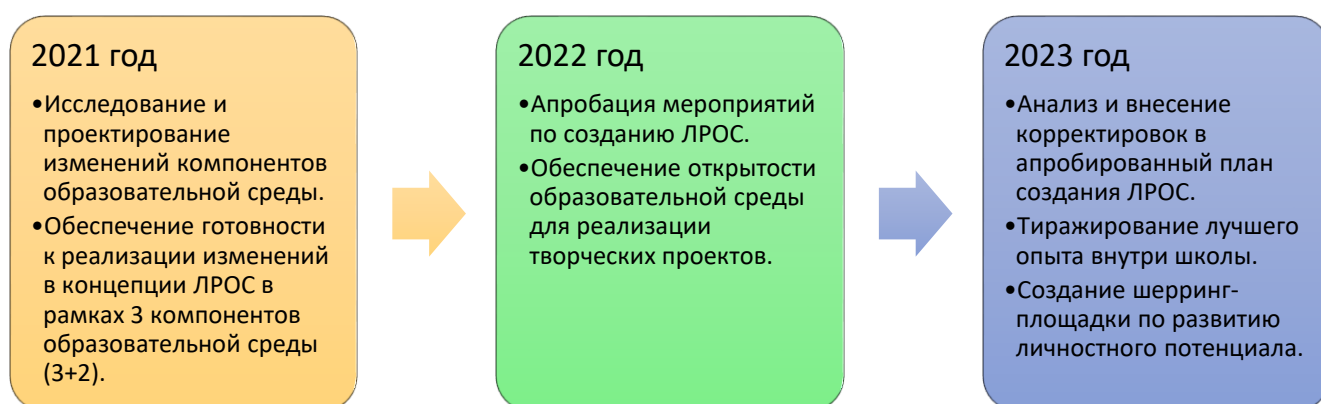 2021 год
•Исследование и
проектирование
изменений компонентов
образовательной среды.
•Обеспечение готовности
к реализации изменений
в концепции ЛРОС в
рамках 3 компонентов
образовательной среды
(3+2).
2022 год
•Апробация мероприятий
по созданию ЛРОС.
•Обеспечение открытости
образовательной среды
для реализации
творческих проектов.
2023 год
•Анализ и внесение
корректировок в
апробированный план
создания ЛРОС.
•Тиражирование лучшего
опыта внутри школы.
•Создание шерринг-
площадки по развитию
личностного потенциала.